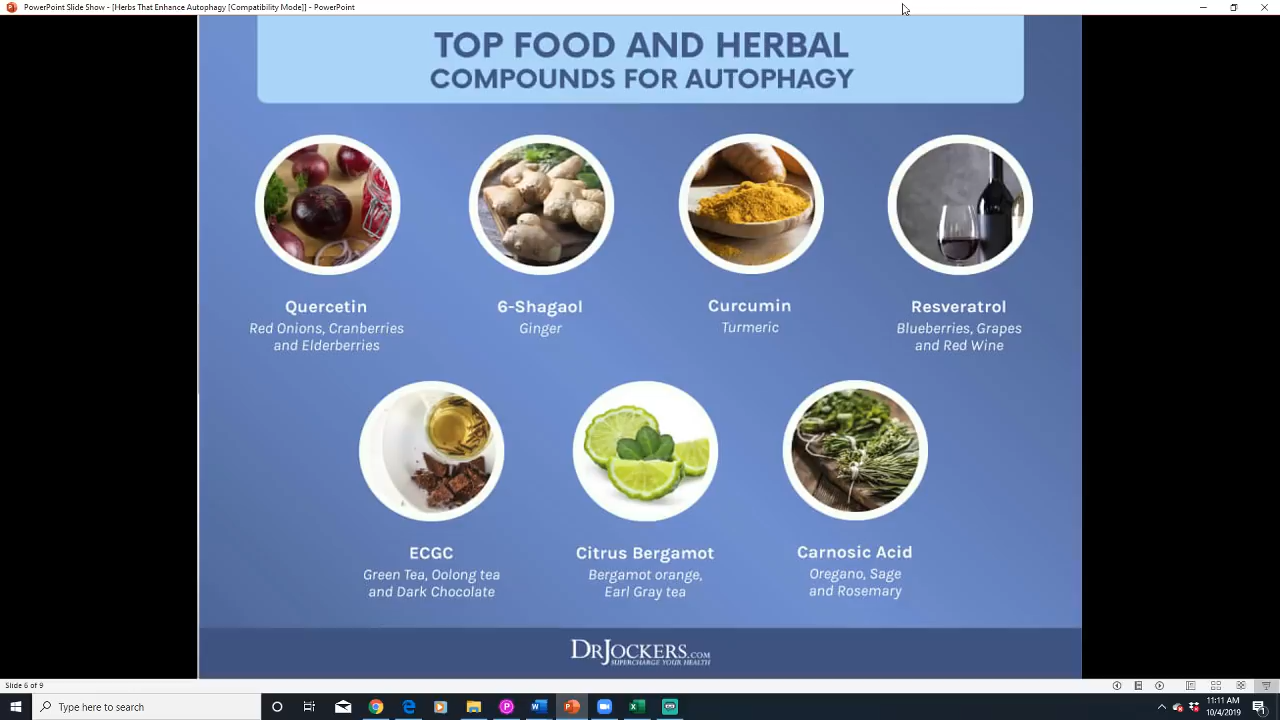 PowerPoint Slide Show - [Herbs That Enhance Autophagy [Compatibility Mode]] - PowerPoint
TOP FOOD AND HERBAL
COMPOUNDS FOR AUTOPHAGY
Quercetin
Red Onions, Cranberries
and Elderberries
6-Shagaol
Ginger
Curcumin
Turmeric
Resveratrol
Blueberries, Grapes
and Red Wine
ECGC
Green Tea, Oolong tea
and Dark Chocolate
Citrus Bergamot
Bergamot orange,
Earl Gray tea
Carnosic Acid
Oregano, Sage
and Rosemary
DRJOCKERS.COM
SUPERCHARGE YOUR HEALTH
Slide 6 of 9
Type here to search
11:11 AM
10/4/2019